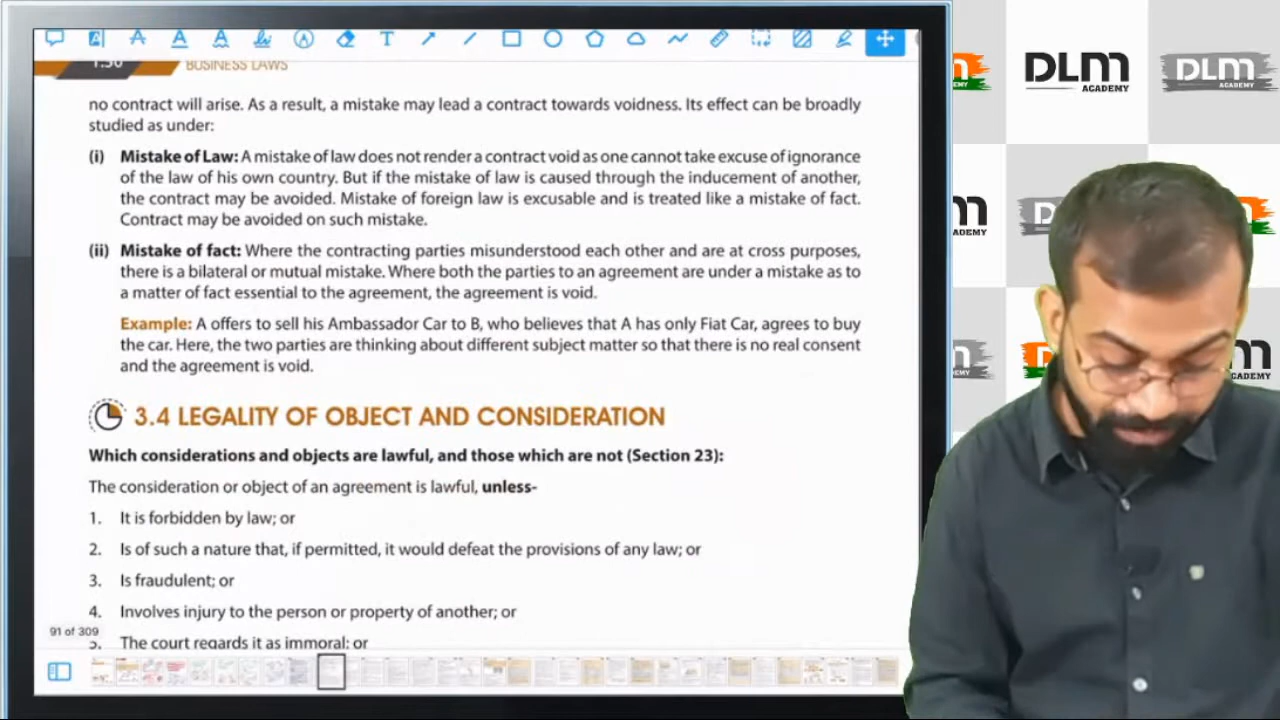 1.50 BUSINESS LAWS
no contract will arise. As a result, a mistake may lead a contract towards voidness. Its effect can be broadly
studied as under:
(i) Mistake of Law: A mistake of law does not render a contract void as one cannot take excuse of ignorance
of the law of his own country. But if the mistake of law is caused through the inducement of another,
the contract may be avoided. Mistake of foreign law is excusable and is treated like a mistake of fact.
Contract may be avoided on such mistake.
(ii) Mistake of fact: Where the contracting parties misunderstood each other and are at cross purposes,
there is a bilateral or mutual mistake. Where both the parties to an agreement are under a mistake as to
a matter of fact essential to the agreement, the agreement is void.
Example: A offers to sell his Ambassador Car to B, who believes that A has only Fiat Car, agrees to buy
the car. Here, the two parties are thinking about different subject matter so that there is no real consent
and the agreement is void.
3.4 LEGALITY OF OBJECT AND CONSIDERATION
Which considerations and objects are lawful, and those which are not (Section 23):
The consideration or object of an agreement is lawful, unless-
1. It is forbidden by law; or
2. Is of such a nature that, if permitted, it would defeat the provisions of any law; or
3. Is fraudulent; or
4. Involves injury to the person or property of another; or
91 of 309
5. The court regards it as immoral; or
DLM
ACADEMY
DLM
ACADEMY
ACADEMY